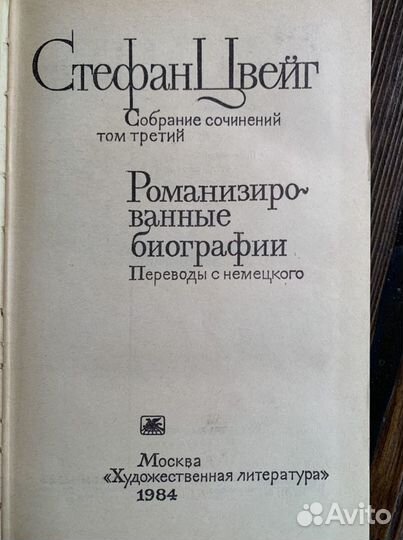 Стефан Цвейг
Собрание сочинений
том третий
Романизиро-
ванные
биографии
Переводы с немецкого
Москва
«Художественная литература»
1984
Avito